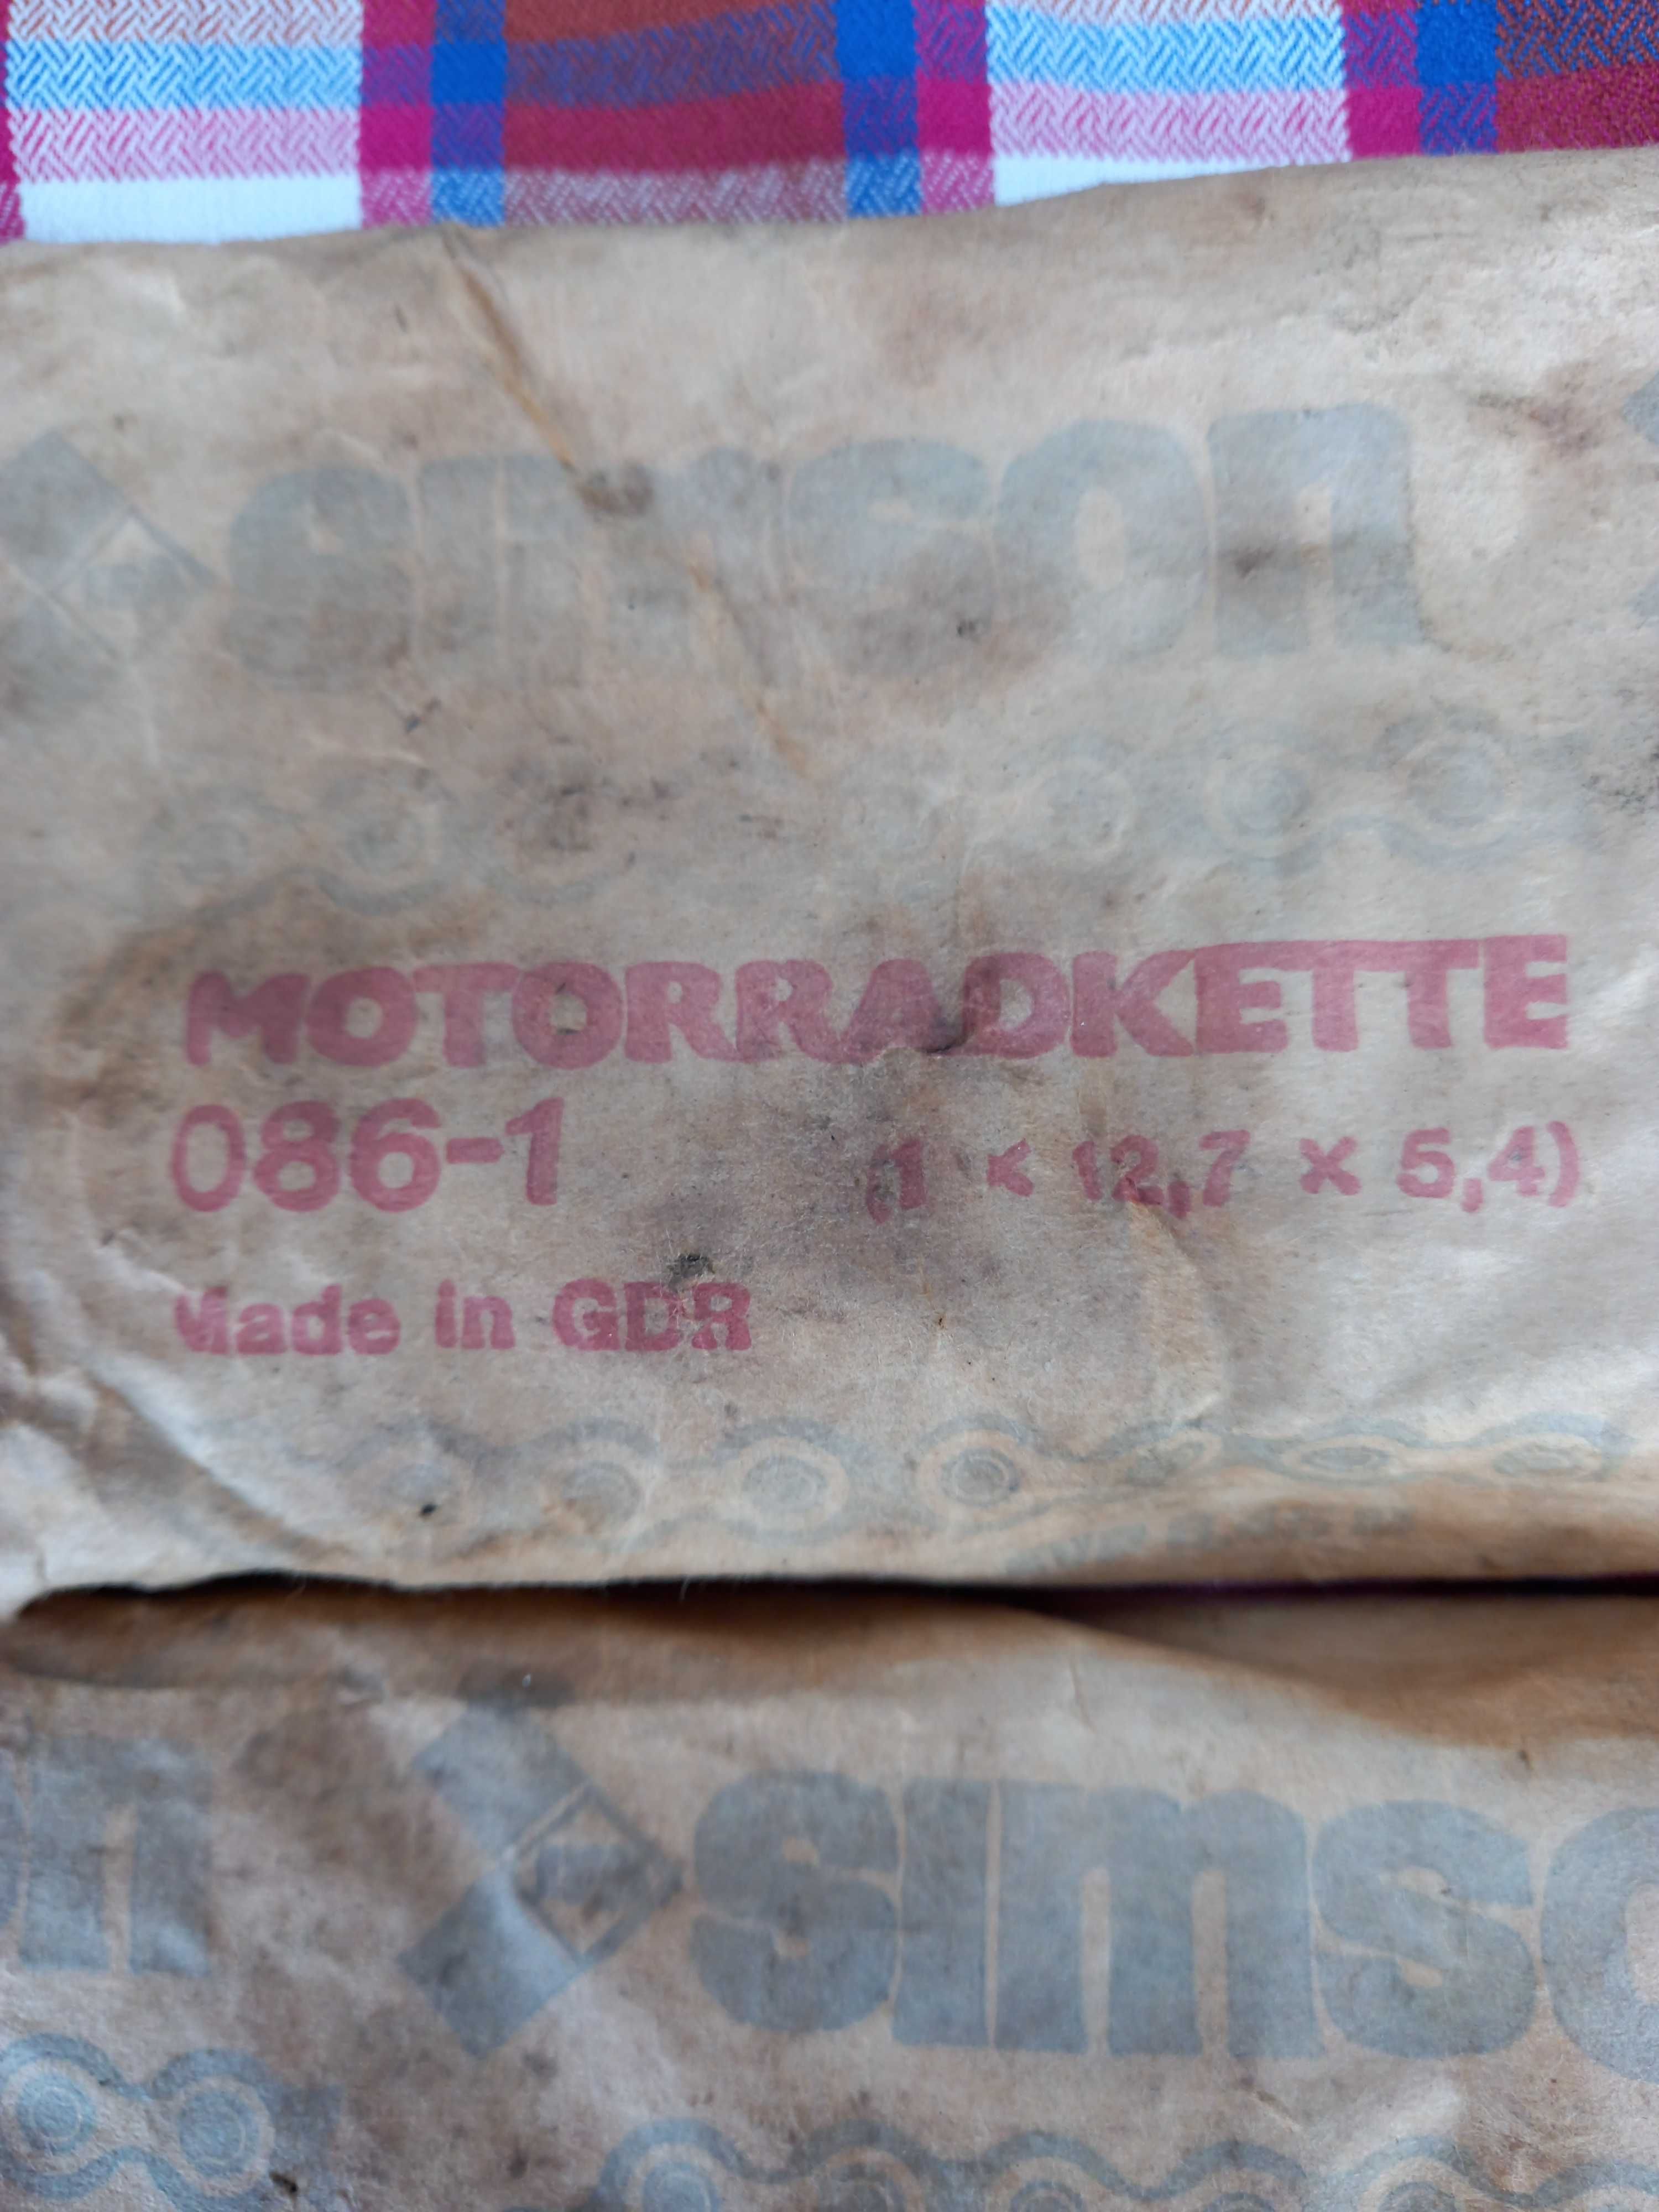 simson
MOTORRADKETTE
086-1 (1 x 12,7 x 5,4)
Made in GDR
simso